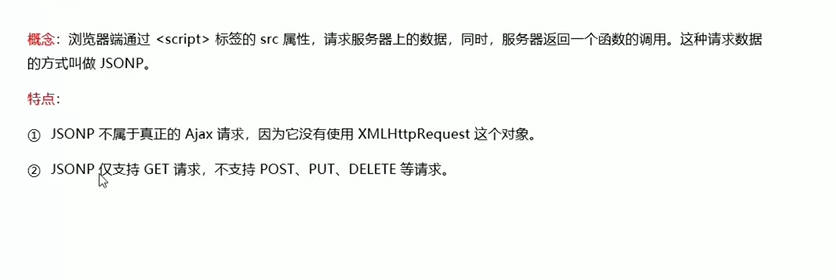 概念：浏览器端通过 <script> 标签的 src 属性，请求服务器上的数据，同时，服务器返回一个函数的调用。这种请求数据
的方式叫做 JSONP。
特点：
① JSONP 不属于真正的 Ajax 请求，因为它没有使用 XMLHttpRequest 这个对象。
② JSONP 仅支持 GET 请求，不支持 POST、PUT、DELETE 等请求。